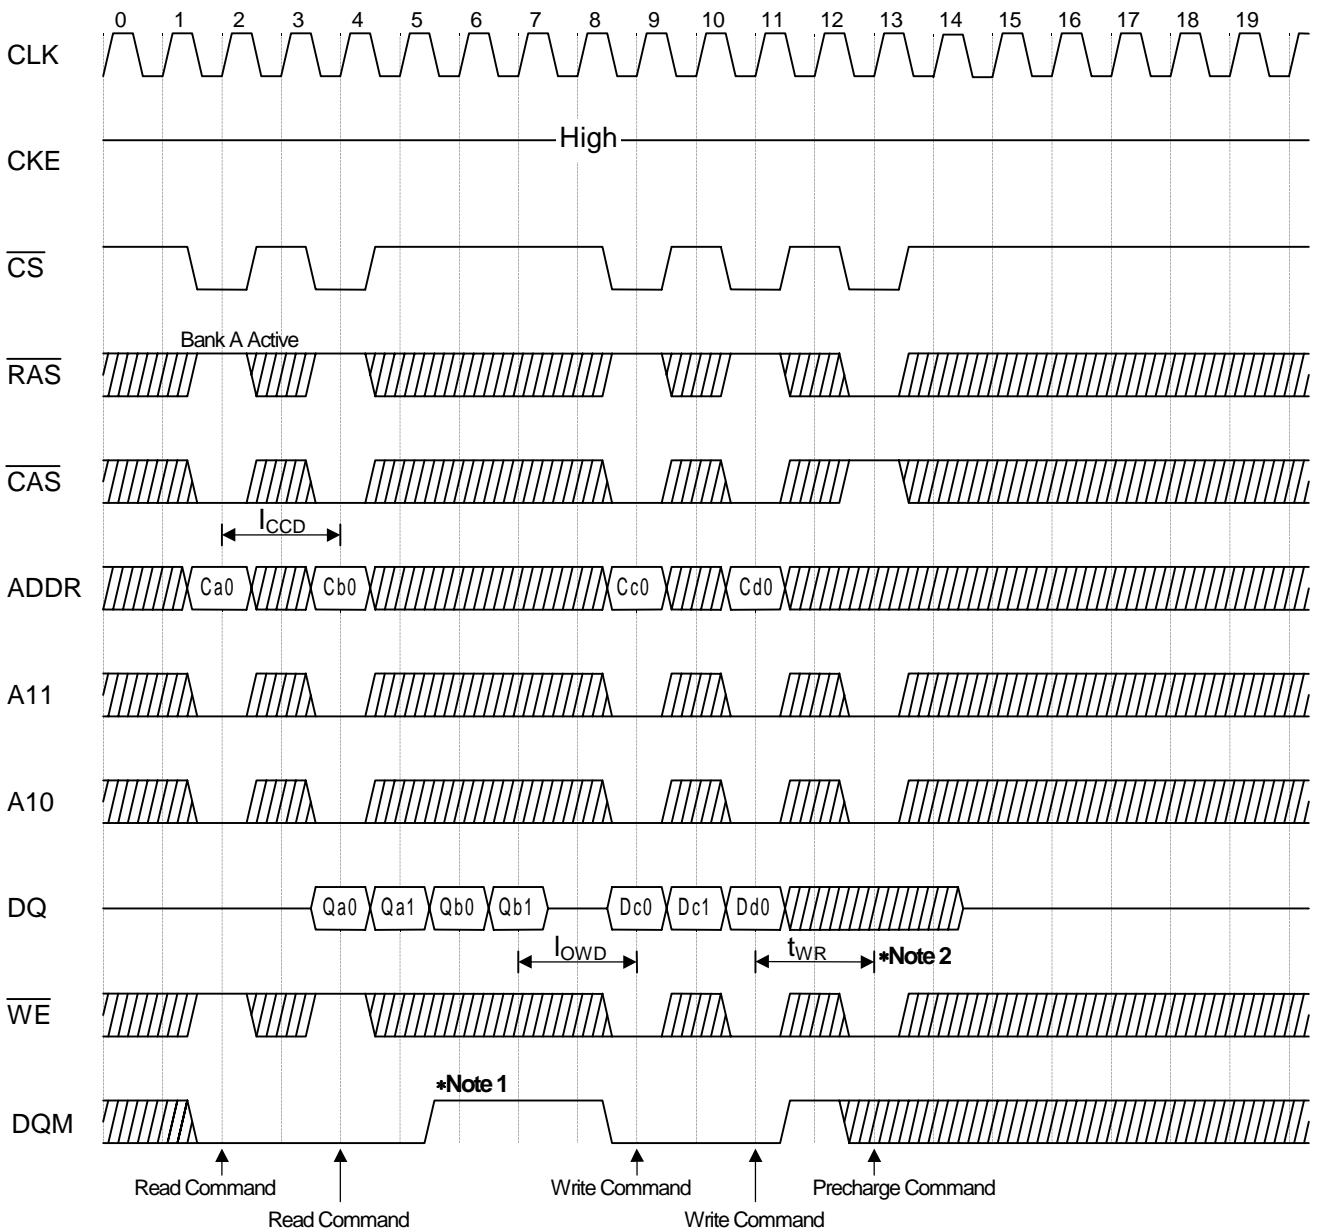 0 1 2 3 4 5 6 7 8 9 10 11 12 13 14 15 16 17 18 19
CLK
High
CKE
CS
Bank A Active
RAS
CAS
lCCD
ADDR Ca0 Cb0 Cc0 Cd0
A11
A10
DQ Qa0 Qa1 Qb0 Qb1 Dc0 Dc1 Dd0
lOWD tWR *Note 2
WE
*Note 1
DQM
Read Command Write Command Precharge Command
Read Command Write Command